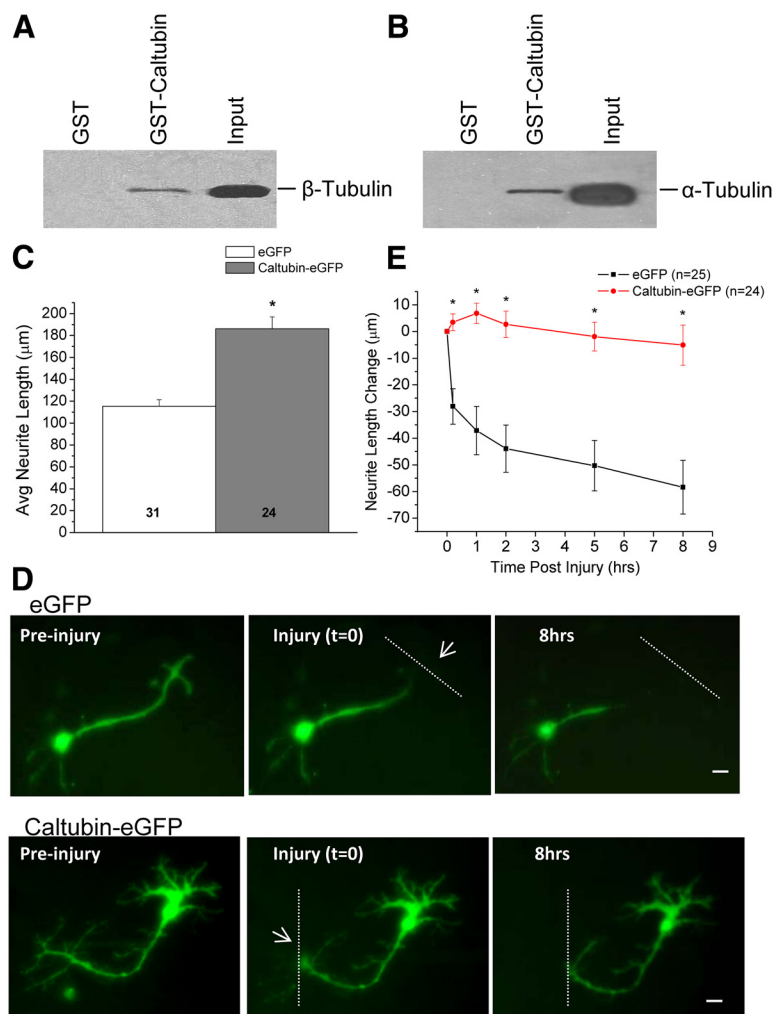 A
GST
GST-Caltubin
Input
β-Tubulin
B
GST
GST-Caltubin
Input
α-Tubulin
C
eGFP
Caltubin-eGFP
Avg Neurite Length (μm)
200
180
160
140
120
100
80
60
40
20
0
*
31
24
E
eGFP (n=25)
Caltubin-eGFP (n=24)
Neurite Length Change (μm)
10
0
-10
-20
-30
-40
-50
-60
-70
* * * * *
0 1 2 3 4 5 6 7 8 9
Time Post Injury (hrs)
D
eGFP
Pre-injury
Injury (t=0)
8hrs
Caltubin-eGFP
Pre-injury
Injury (t=0)
8hrs